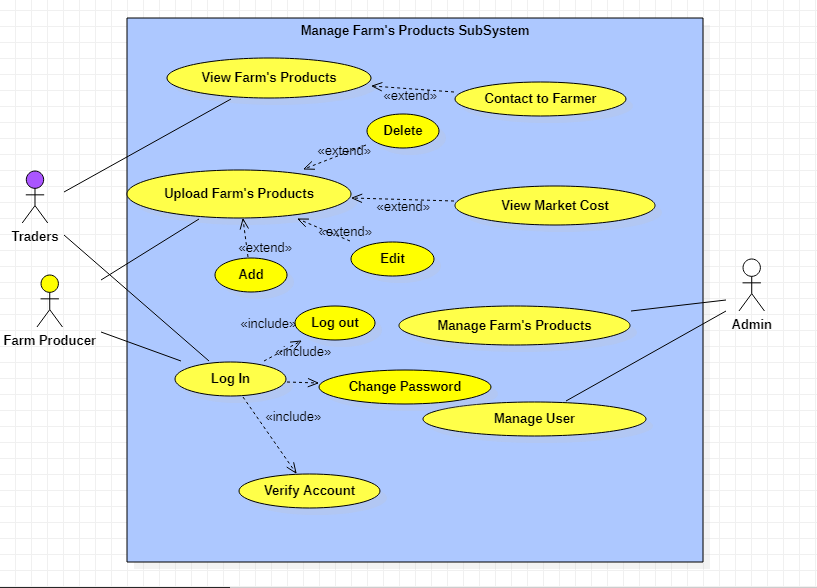 Manage Farm's Products SubSystem
View Farm's Products
«extend»
Contact to Farmer
Delete
«extend»
Upload Farm's Products
«extend»
View Market Cost
Traders
«extend»
«extend»
Edit
Add
Farm Producer
«include»
Log out
Manage Farm's Products
Admin
«include»
Log In
Change Password
«include»
Manage User
Verify Account